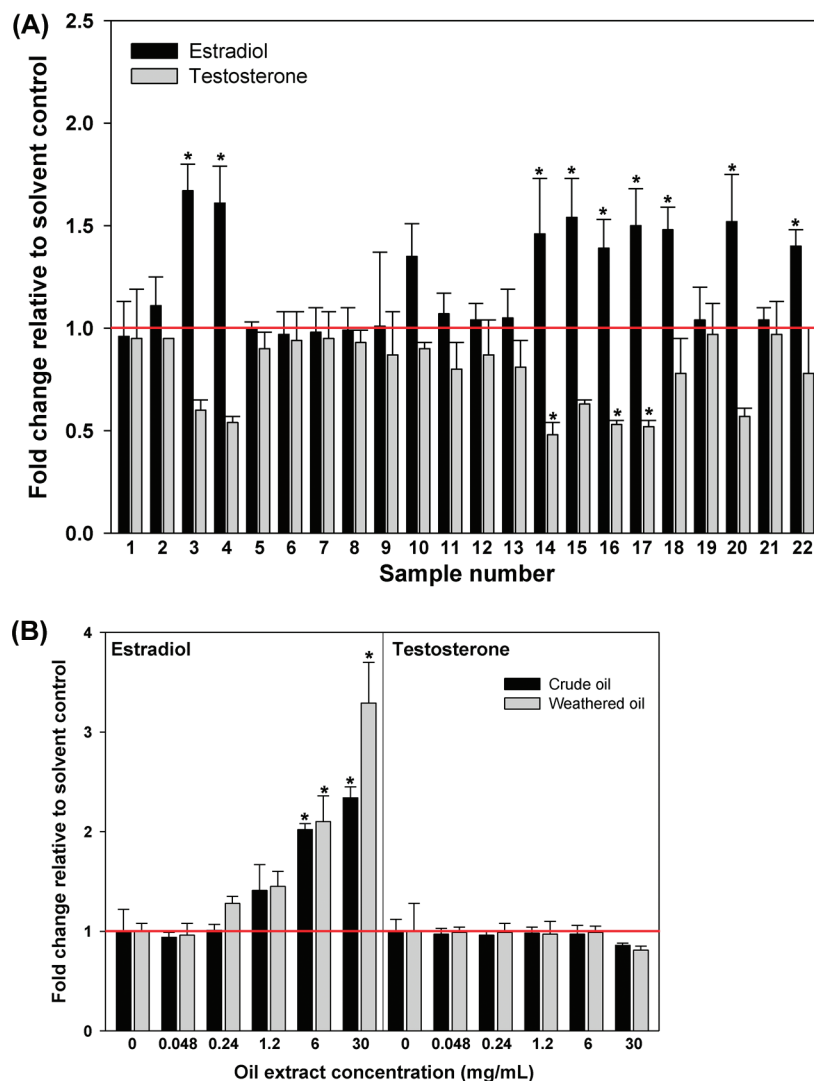 (A)
Fold change relative to solvent control
2.5
2.0
1.5
1.0
0.5
0.0
Estradiol
Testosterone
* * * * * * * * *
* * *
1 2 3 4 5 6 7 8 9 10 11 12 13 14 15 16 17 18 19 20 21 22
Sample number
(B)
Fold change relative to solvent control
4
3
2
1
0
Estradiol Testosterone
Crude oil
Weathered oil
* * * *
0 0.048 0.24 1.2 6 30 0 0.048 0.24 1.2 6 30
Oil extract concentration (mg/mL)